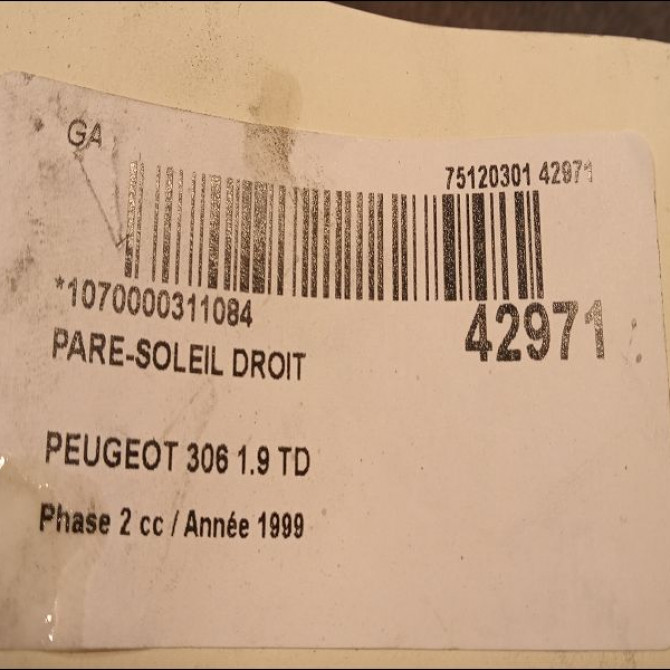 GA
75120301 42971
*1070000311084
42971
PARE-SOLEIL DROIT
PEUGEOT 306 1.9 TD
Phase 2 cc / Année 1999